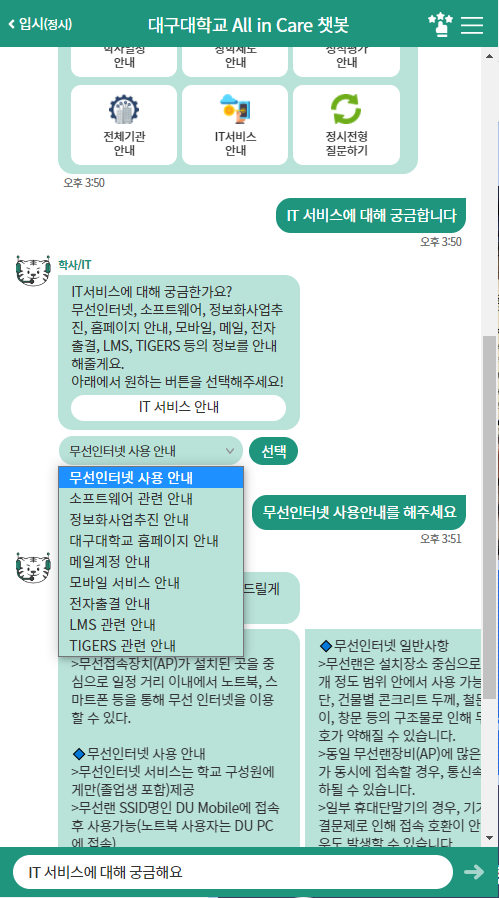 입시(정시)
대구대학교 All in Care 챗봇
학사일정
안내
장학제도
안내
성적평가
안내
전체기관
안내
IT서비스
안내
정시전형
질문하기
오후 3:50
IT 서비스에 대해 궁금합니다
오후 3:50
학사/IT
IT서비스에 대해 궁금한가요?
무선인터넷, 소프트웨어, 정보화사업추
진, 홈페이지 안내, 모바일, 메일, 전자
출결, LMS, TIGERS 등의 정보를 안내
해줄게요.
아래에서 원하는 버튼을 선택해주세요!
IT 서비스 안내
무선인터넷 사용 안내
선택
무선인터넷 사용 안내
소프트웨어 관련 안내
정보화사업추진 안내
대구대학교 홈페이지 안내
메일계정 안내
모바일 서비스 안내
전자출결 안내
LMS 관련 안내
TIGERS 관련 안내
무선인터넷 사용안내를 해주세요
오후 3:51
드릴게
>무선접속장치(AP)가 설치된 곳을 중
심으로 일정 거리 이내에서 노트북, 스
마트폰 등을 통해 무선 인터넷을 이용
할 수 있다.
무선인터넷 사용 안내
>무선인터넷 서비스는 학교 구성원에
게만(졸업생 포함)제공
>무선랜 SSID명인 DU Mobile에 접속
후 사용가능(노트북 사용자는 DU PC
에 접속)
무선인터넷 일반사항
>무선랜은 설치장소 중심으로
개 정도 범위 안에서 사용 가능
단, 건물별 콘크리트 두께, 철문
이, 창문 등의 구조물로 인해 무
호가 약해질 수 있습니다.
>동일 무선랜장비(AP)에 많은
가 동시에 접속할 경우, 통신속
하될 수 있습니다.
>일부 휴대단말기의 경우, 기기
결문제로 인해 접속 호환이 안
우도 발생할 수 있습니다
IT 서비스에 대해 궁금해요